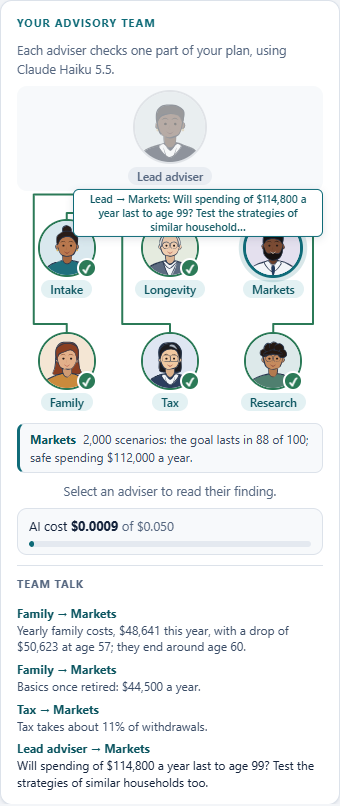 YOUR ADVISORY TEAM
Each adviser checks one part of your plan, using
Claude Haiku 5.5.
Lead adviser
Lead → Markets: Will spending of $114,800 a
year last to age 99? Test the strategies of
similar household...
Intake
Longevity
Markets
Family
Tax
Research
Markets 2,000 scenarios: the goal lasts in 88 of 100;
safe spending $112,000 a year.
Select an adviser to read their finding.
AI cost $0.0009 of $0.050
TEAM TALK
Family → Markets
Yearly family costs, $48,641 this year, with a drop of
$50,623 at age 57; they end around age 60.
Family → Markets
Basics once retired: $44,500 a year.
Tax → Markets
Tax takes about 11% of withdrawals.
Lead adviser → Markets
Will spending of $114,800 a year last to age 99? Test the
strategies of similar households too.